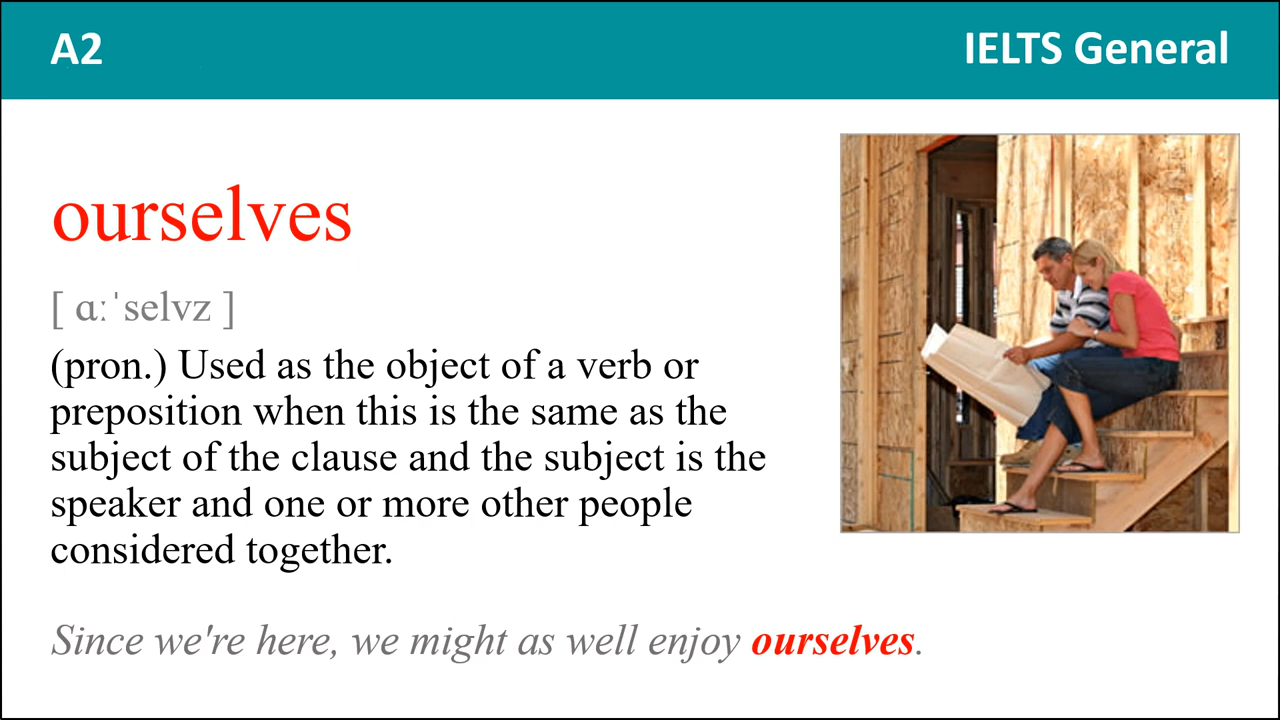 A2
IELTS General
ourselves
[ ɑːˈselvz ]
(pron.) Used as the object of a verb or
preposition when this is the same as the
subject of the clause and the subject is the
speaker and one or more other people
considered together.
Since we're here, we might as well enjoy ourselves.